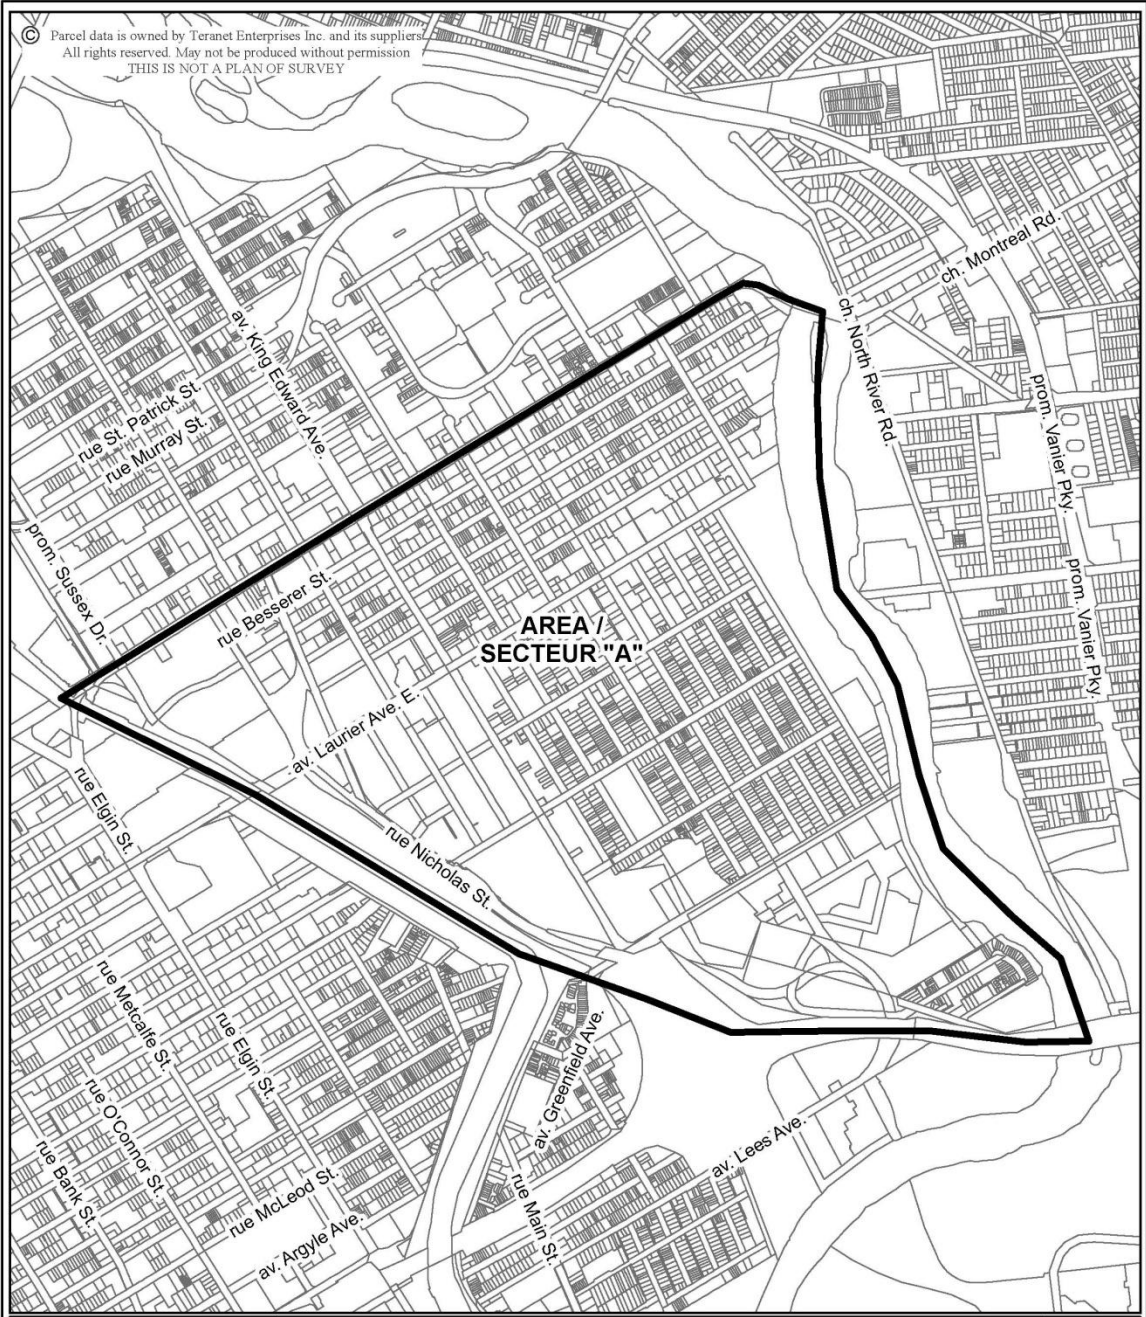 © Parcel data is owned by Teranet Enterprises Inc. and its suppliers
All rights reserved. May not be produced without permission
THIS IS NOT A PLAN OF SURVEY
ch. Montreal Rd.
av. King Edward Ave.
ch. North River Rd.
rue St. Patrick St.
rue Murray St.
prom. Vanier Pky.
prom. Sussex Dr.
rue Besserer St.
prom. Vanier Pky.
AREA /
SECTEUR "A"
av. Laurier Ave. E.
rue Elgin St.
rue Nicholas St.
rue Metcalfe St.
rue Elgin St.
av. Greenfield Ave.
rue O'Connor St.
rue Bank St.
av. Lees Ave.
rue McLeod St.
rue Main St.
av. Argyle Ave.